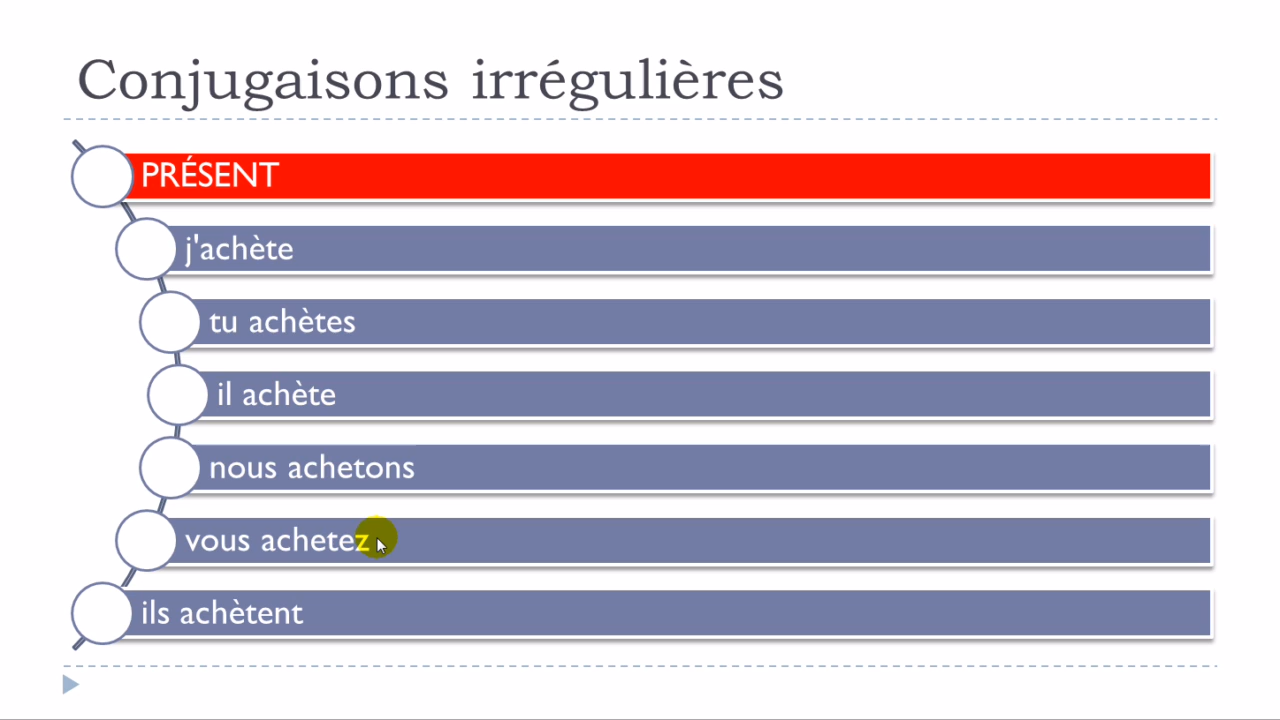 Conjugaisons irrégulières
PRÉSENT
j'achète
tu achètes
il achète
nous achetons
vous achetez
ils achètent